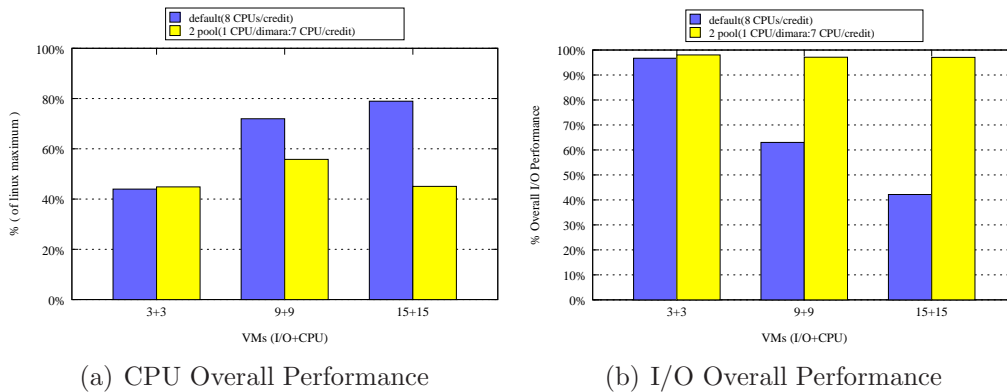 default(8 CPUs/credit)
2 pool(1 CPU/dimara:7 CPU/credit)
100%
80%
60%
40%
20%
0%
% ( of linux maximum )
3+3
9+9
15+15
VMs (I/O+CPU)
(a) CPU Overall Performance
default(8 CPUs/credit)
2 pool(1 CPU/dimara:7 CPU/credit)
100%
90%
80%
70%
60%
50%
40%
30%
20%
10%
0%
% Overall I/O Performance
3+3
9+9
15+15
VMs (I/O+CPU)
(b) I/O Overall Performance